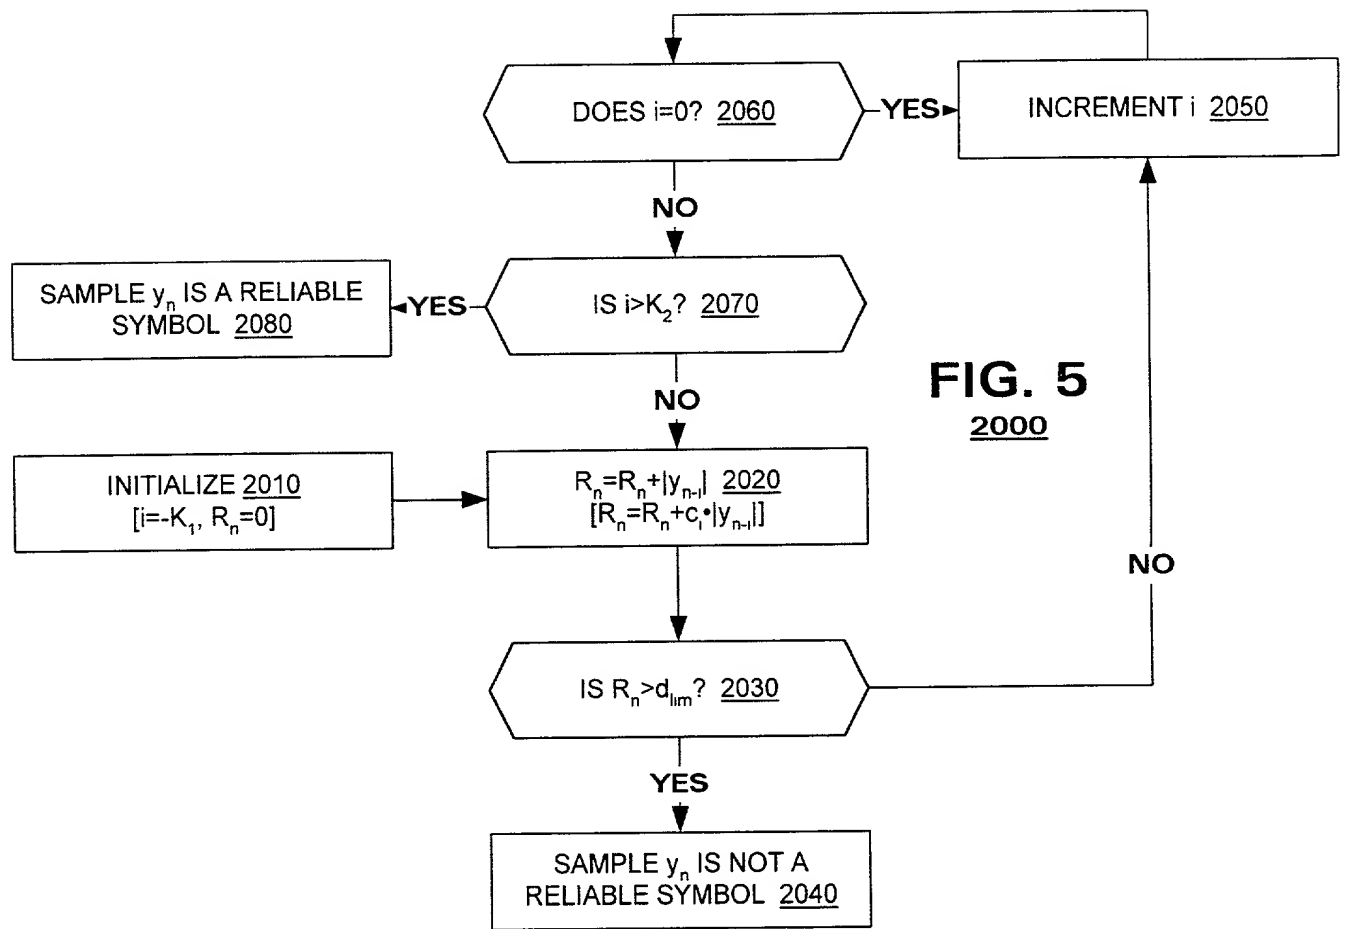 DOES i=0? 2060
YES
INCREMENT i 2050
NO
SAMPLE yₙ IS A RELIABLE
SYMBOL 2080
YES
IS i>K₂? 2070
FIG. 5
2000
NO
INITIALIZE 2010
[i=-K₁, Rₙ=0]
Rₙ=Rₙ+|yₙ₋ᵢ| 2020
[Rₙ=Rₙ+cᵢ•|yₙ₋ᵢ|]
NO
IS Rₙ>d_lim? 2030
YES
SAMPLE yₙ IS NOT A
RELIABLE SYMBOL 2040